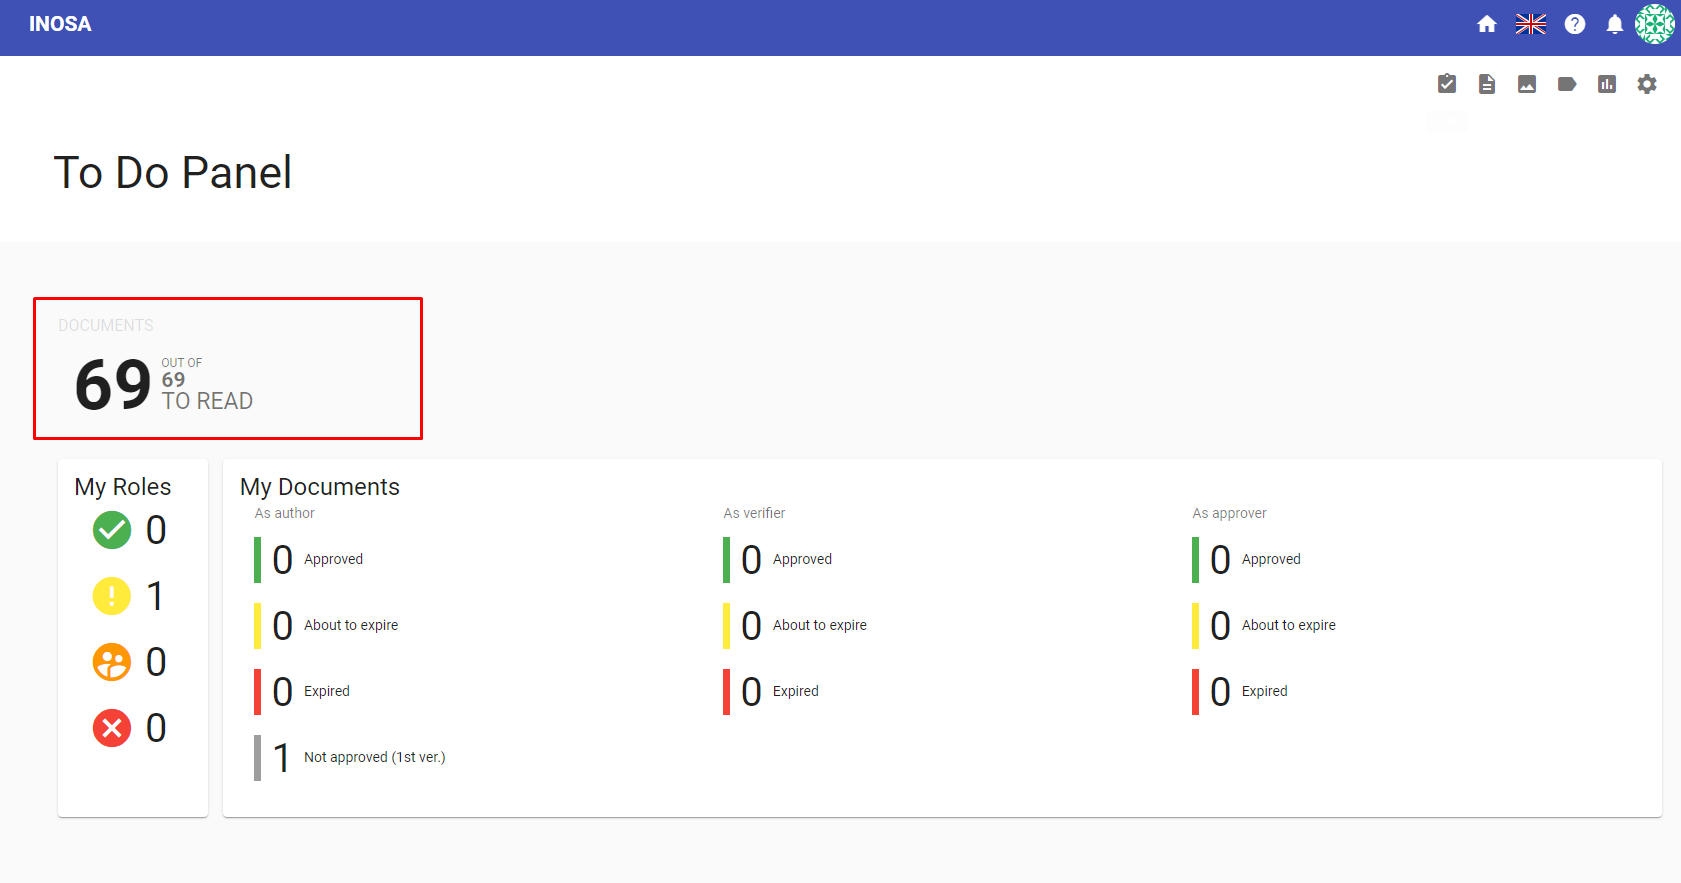 INOSA
To Do Panel
DOCUMENTS
69
OUT OF
69
TO READ
My Roles
0
1
0
0
My Documents
As author
0 Approved
0 About to expire
0 Expired
1 Not approved (1st ver.)
As verifier
0 Approved
0 About to expire
0 Expired
As approver
0 Approved
0 About to expire
0 Expired